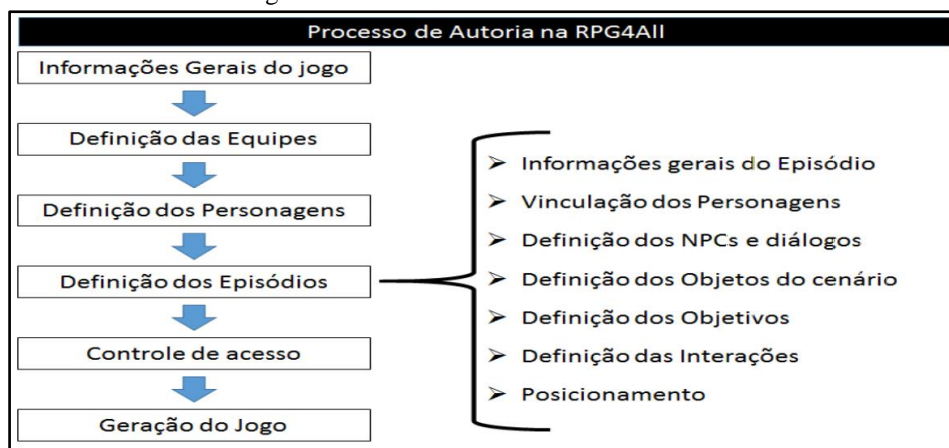 Processo de Autoria na RPG4All
Informações Gerais do jogo
Definição das Equipes
Definição dos Personagens
Definição dos Episódios
Controle de acesso
Geração do Jogo
➤ Informações gerais do Episódio
➤ Vinculação dos Personagens
➤ Definição dos NPCs e diálogos
➤ Definição dos Objetos do cenário
➤ Definição dos Objetivos
➤ Definição das Interações
➤ Posicionamento